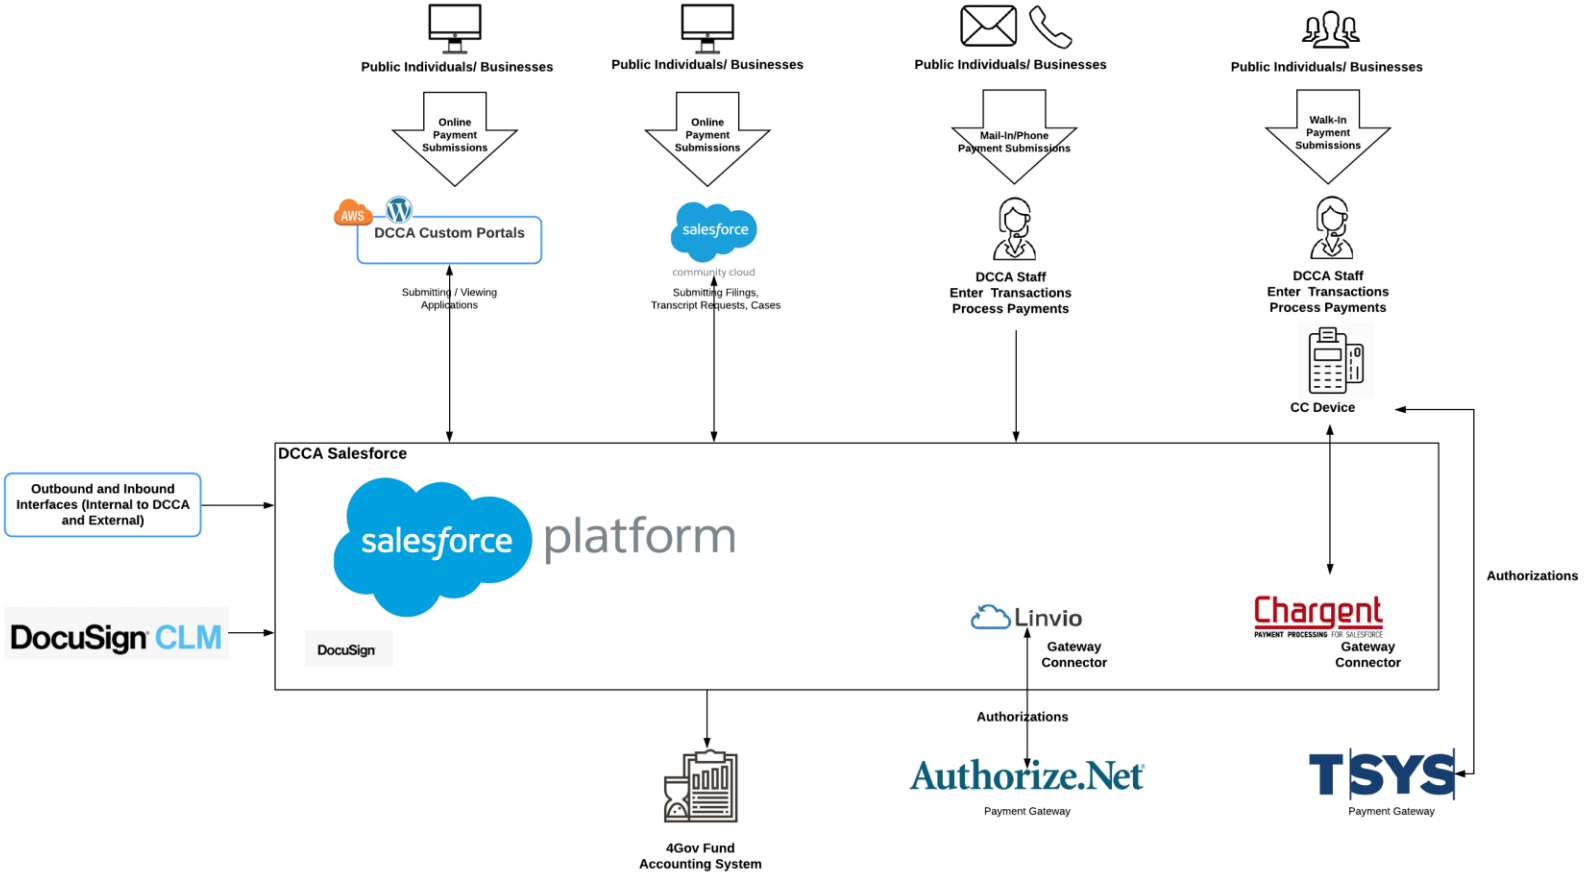 Public Individuals/ Businesses
Public Individuals/ Businesses
Public Individuals/ Businesses
Public Individuals/ Businesses
Online
Payment
Submissions
Online
Payment
Submissions
Mail-In/Phone
Payment Submissions
Walk-In
Payment
Submissions
AWS
W
DCCA Custom Portals
salesforce
community cloud
Submitting / Viewing
Applications
Submitting Filings,
Transcript Requests, Cases
DCCA Staff
Enter Transactions
Process Payments
DCCA Staff
Enter Transactions
Process Payments
CC Device
DCCA Salesforce
Outbound and Inbound
Interfaces (Internal to DCCA
and External)
salesforce platform
DocuSign CLM
DocuSign
Linvio
Gateway
Connector
Chargent
PAYMENT PROCESSING FOR SALESFORCE
Gateway
Connector
Authorizations
Authorizations
4Gov Fund
Accounting System
Authorize.Net
Payment Gateway
TSYS
Payment Gateway